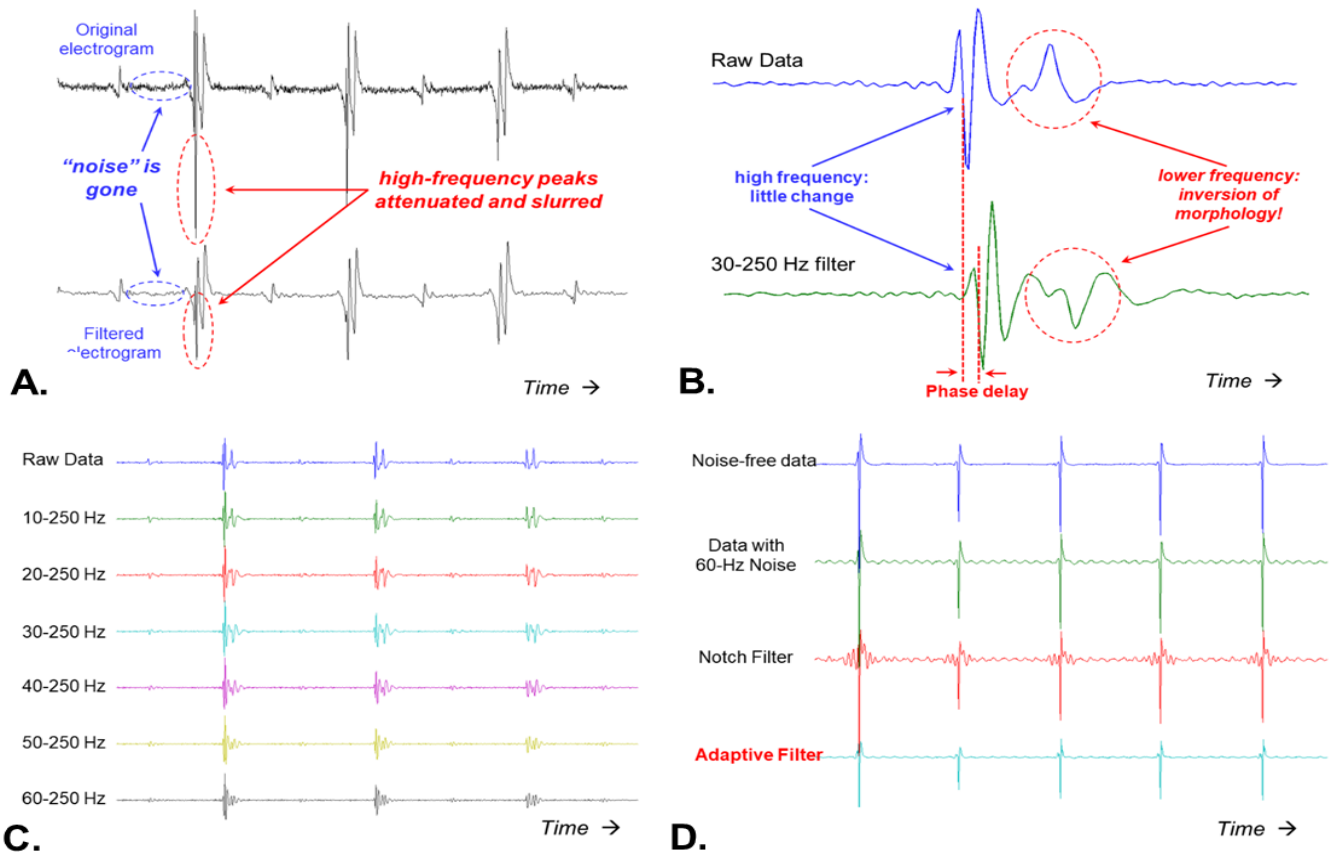 Original
electrogram
“noise” is
gone
high-frequency peaks
attenuated and slurred
Filtered
electrogram
A.
Time →
Raw Data
high frequency:
little change
lower frequency:
inversion of
morphology!
30-250 Hz filter
Phase delay
B.
Time →
Raw Data
10-250 Hz
20-250 Hz
30-250 Hz
40-250 Hz
50-250 Hz
60-250 Hz
C.
Time →
Noise-free data
Data with
60-Hz Noise
Notch Filter
Adaptive Filter
D.
Time →